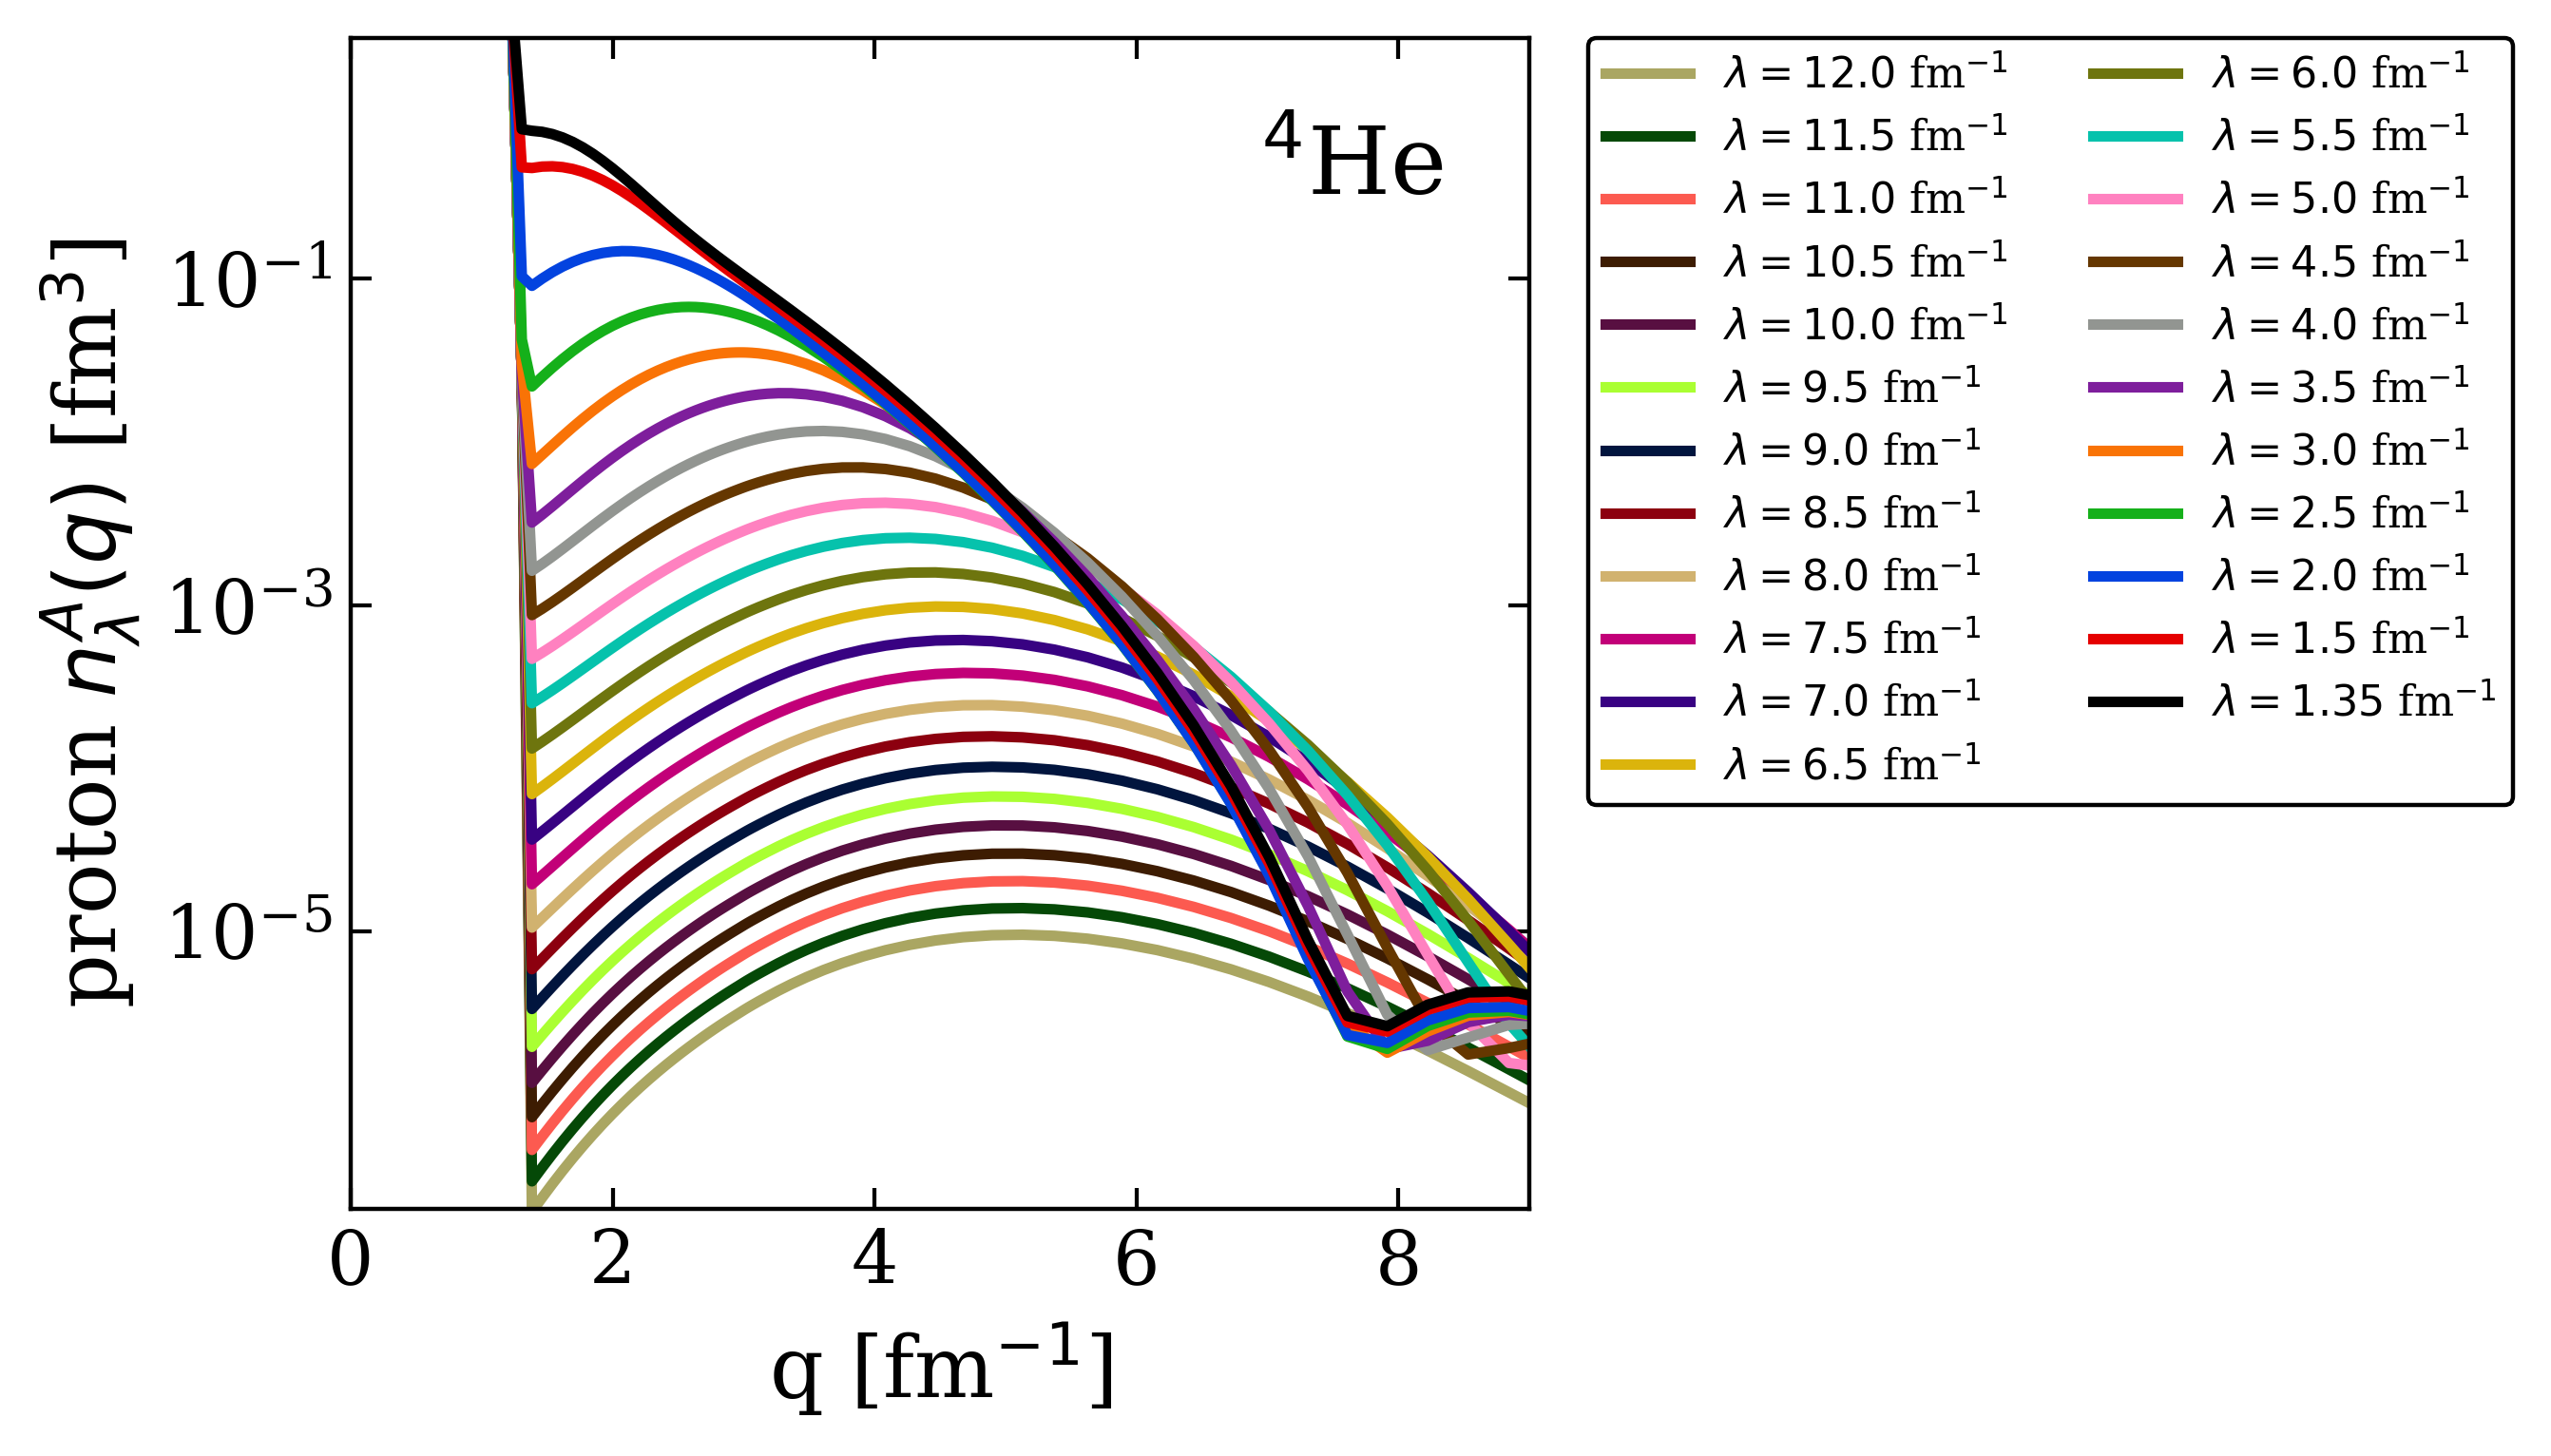 proton n_λ^A(q) [fm³]
10⁻¹
10⁻³
10⁻⁵
⁴He
0 2 4 6 8
q [fm⁻¹]
λ = 12.0 fm⁻¹
λ = 11.5 fm⁻¹
λ = 11.0 fm⁻¹
λ = 10.5 fm⁻¹
λ = 10.0 fm⁻¹
λ = 9.5 fm⁻¹
λ = 9.0 fm⁻¹
λ = 8.5 fm⁻¹
λ = 8.0 fm⁻¹
λ = 7.5 fm⁻¹
λ = 7.0 fm⁻¹
λ = 6.5 fm⁻¹
λ = 6.0 fm⁻¹
λ = 5.5 fm⁻¹
λ = 5.0 fm⁻¹
λ = 4.5 fm⁻¹
λ = 4.0 fm⁻¹
λ = 3.5 fm⁻¹
λ = 3.0 fm⁻¹
λ = 2.5 fm⁻¹
λ = 2.0 fm⁻¹
λ = 1.5 fm⁻¹
λ = 1.35 fm⁻¹